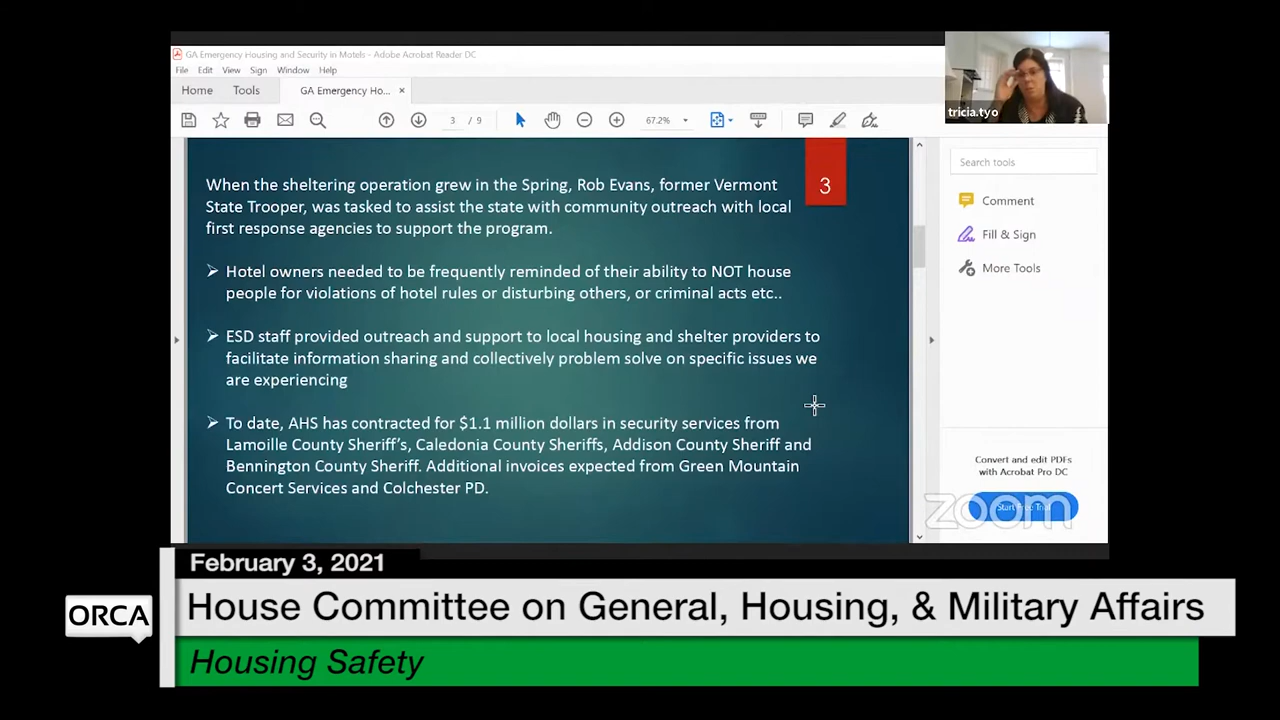 GA Emergency Housing and Security in Motels - Adobe Acrobat Reader DC
File Edit View Sign Window Help
Home Tools GA Emergency Ho... ×
3 / 9 67.2%
tricia.tyo
3
When the sheltering operation grew in the Spring, Rob Evans, former Vermont
State Trooper, was tasked to assist the state with community outreach with local
first response agencies to support the program.
Hotel owners needed to be frequently reminded of their ability to NOT house
people for violations of hotel rules or disturbing others, or criminal acts etc..
ESD staff provided outreach and support to local housing and shelter providers to
facilitate information sharing and collectively problem solve on specific issues we
are experiencing
To date, AHS has contracted for $1.1 million dollars in security services from
Lamoille County Sheriff's, Caledonia County Sheriffs, Addison County Sheriff and
Bennington County Sheriff. Additional invoices expected from Green Mountain
Concert Services and Colchester PD.
Search tools
Comment
Fill & Sign
More Tools
Convert and edit PDFs
with Acrobat Pro DC
Start Free Trial
zoom
February 3, 2021
ORCA
House Committee on General, Housing, & Military Affairs
Housing Safety